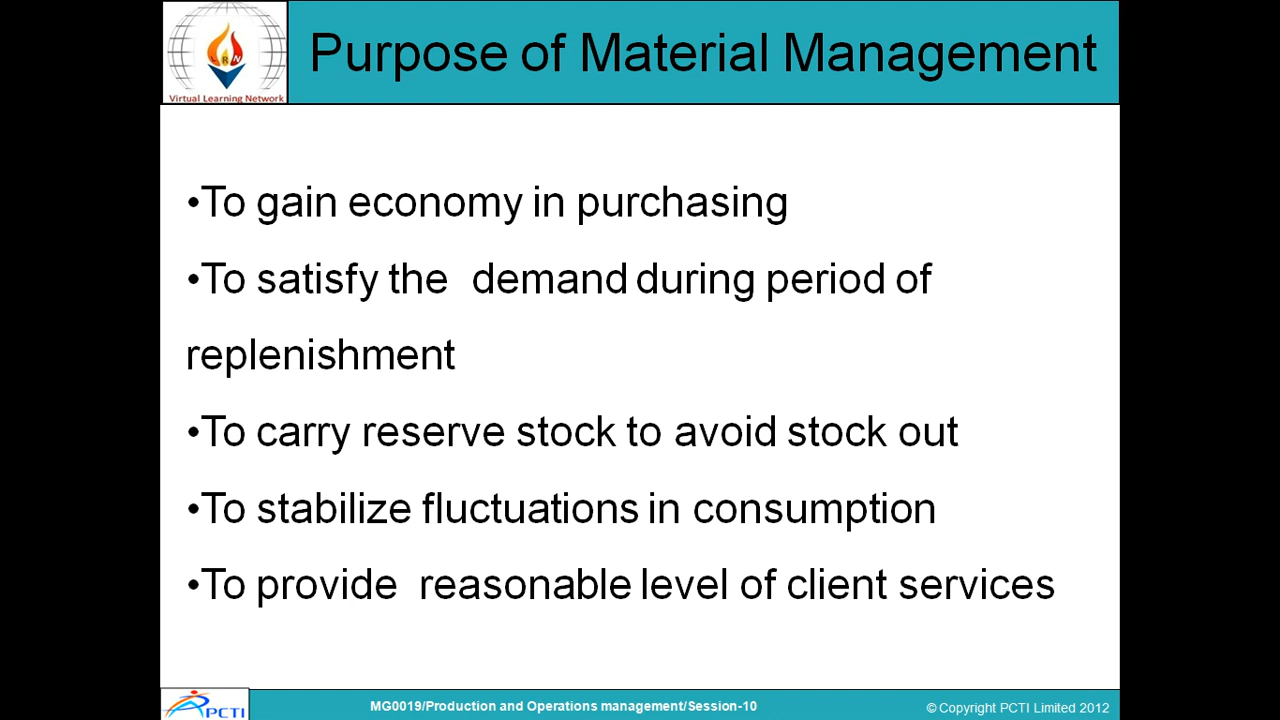 Purpose of Material Management
Virtual Learning Network
•To gain economy in purchasing
•To satisfy the  demand during period of
replenishment
•To carry reserve stock to avoid stock out
•To stabilize fluctuations in consumption
•To provide  reasonable level of client services
PCTI
MG0019/Production and Operations management/Session-10
© Copyright PCTI Limited 2012